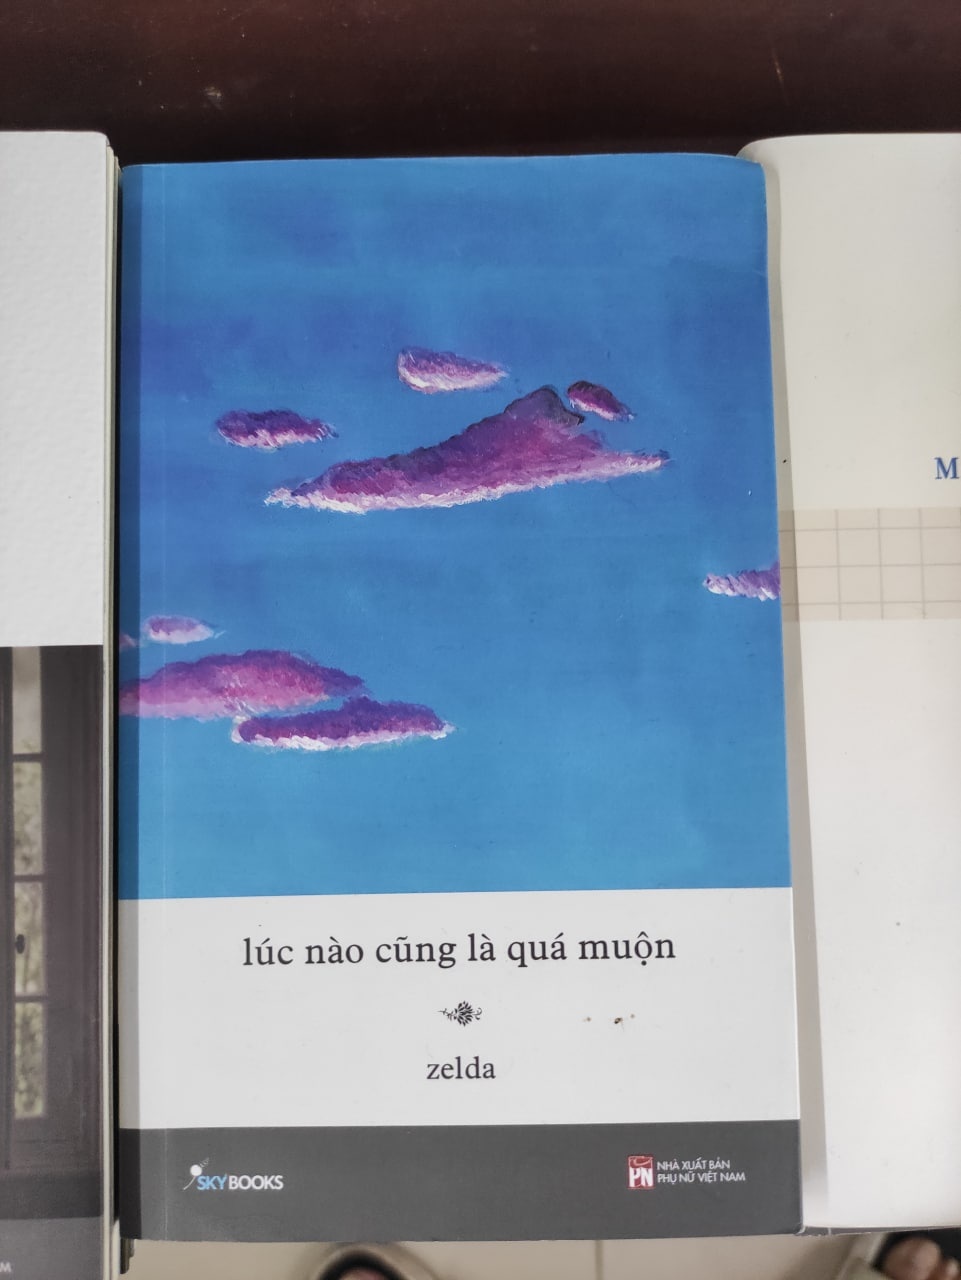 M
lúc nào cũng là quá muộn
zelda
SKYBOOKS
PN
NHÀ XUẤT BẢN
PHỤ NỮ VIỆT NAM
M